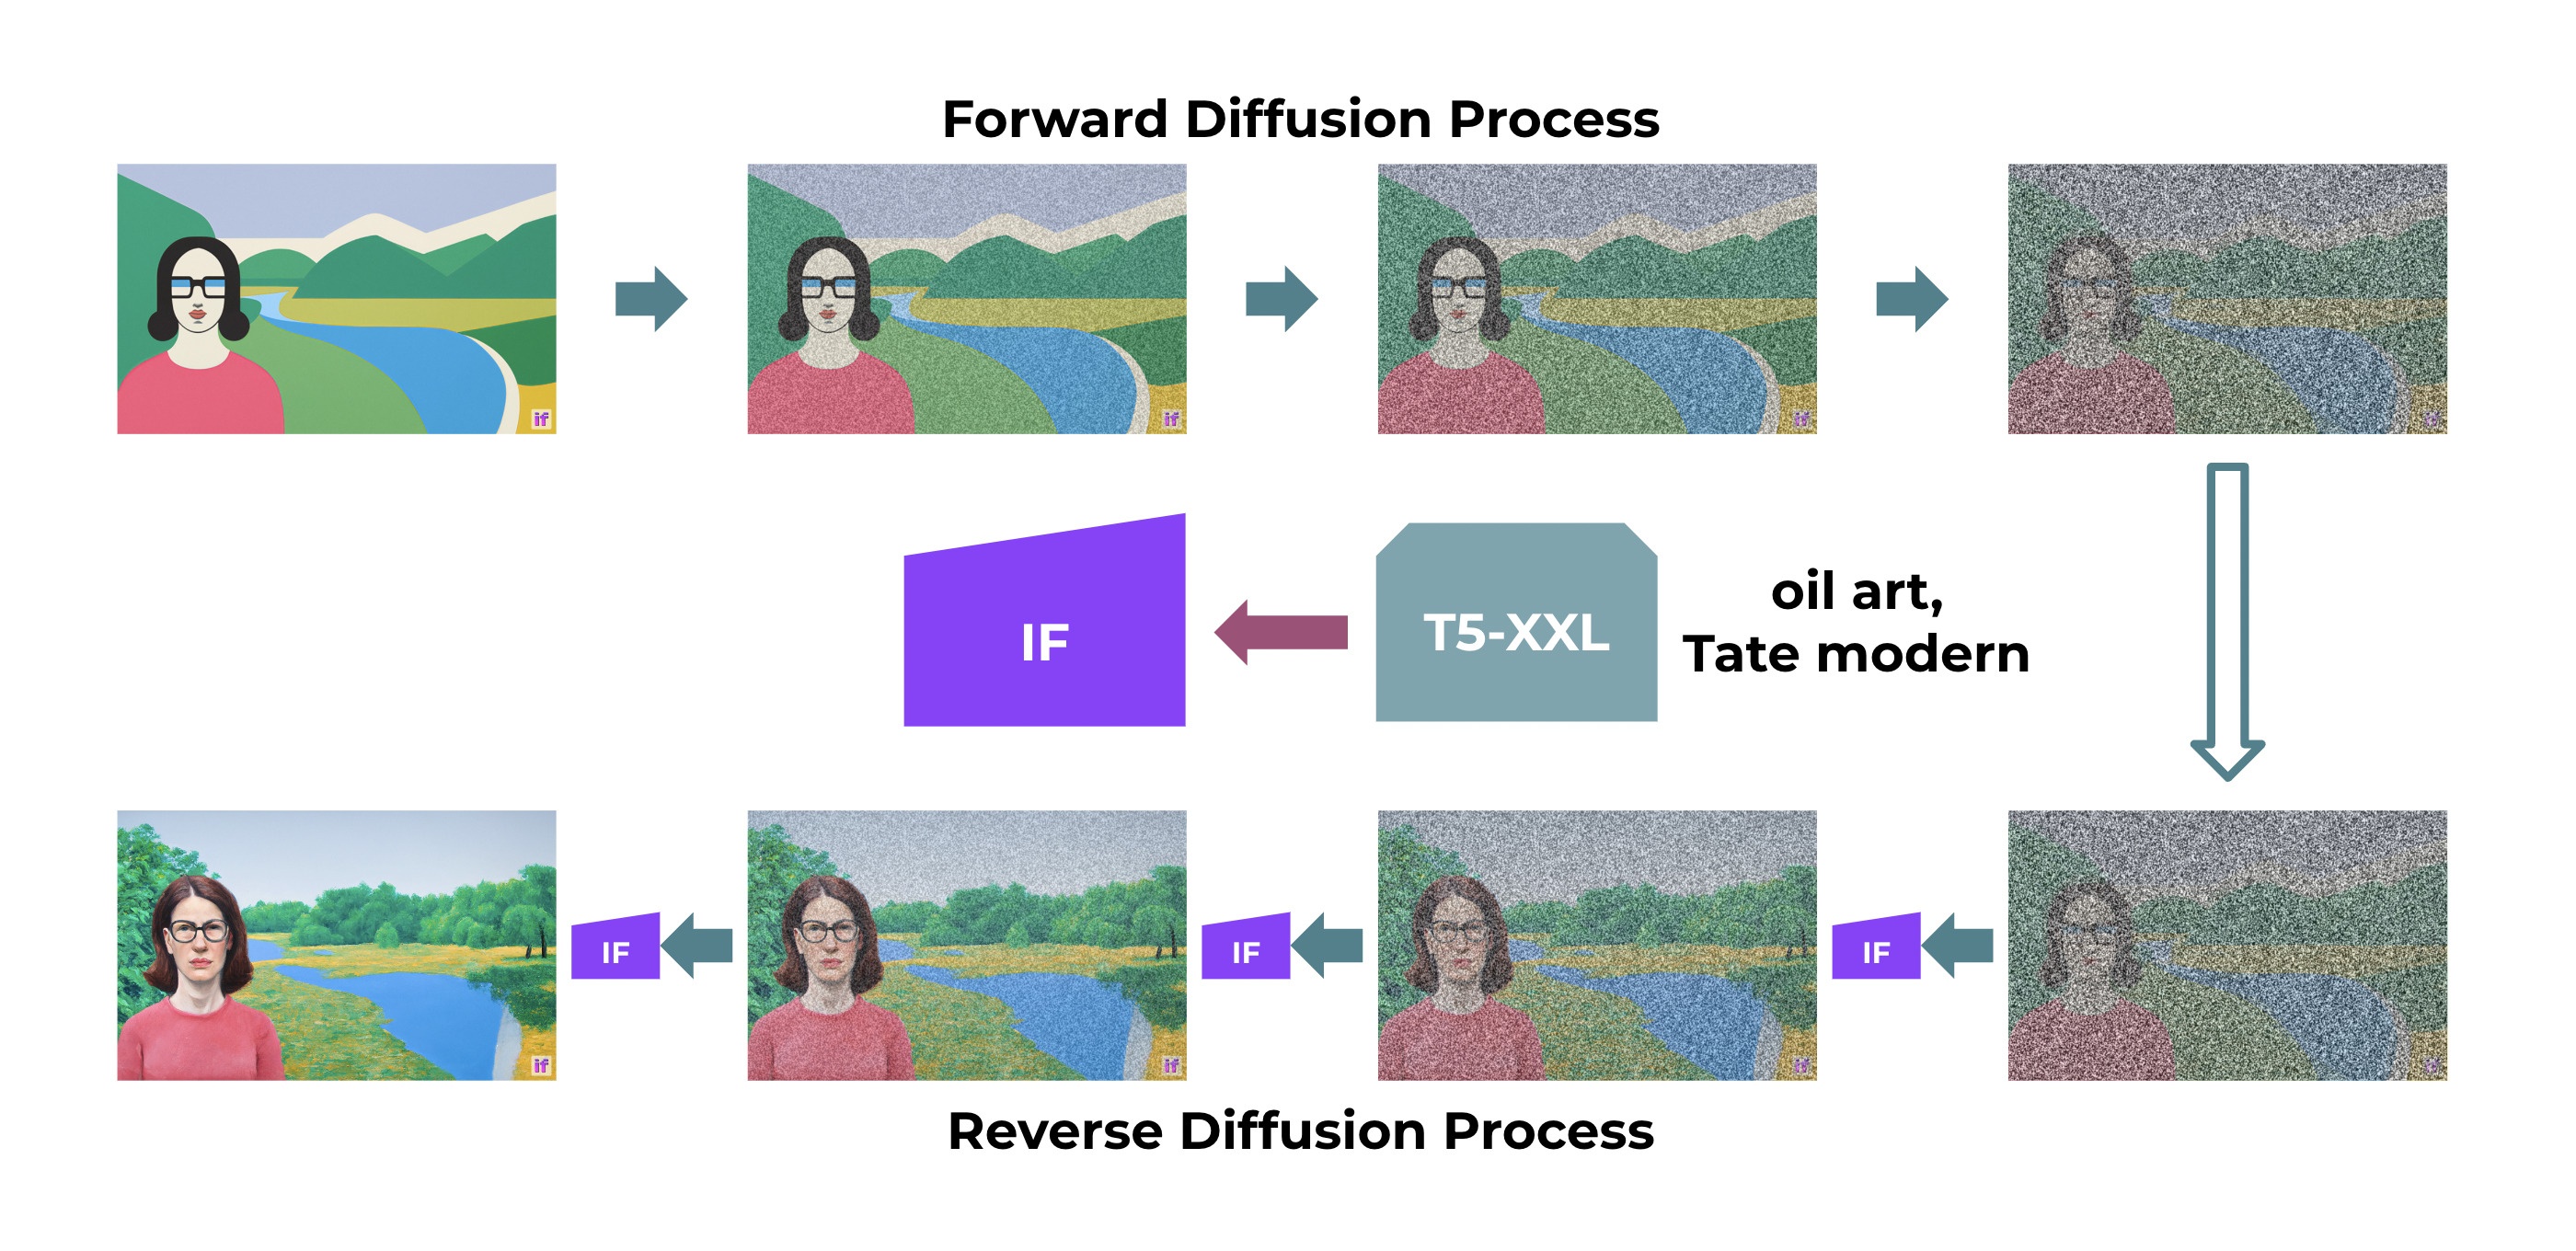 Forward Diffusion Process
if
if
if
IF
T5-XXL
oil art,
Tate modern
IF
IF
IF
if
if
if
Reverse Diffusion Process